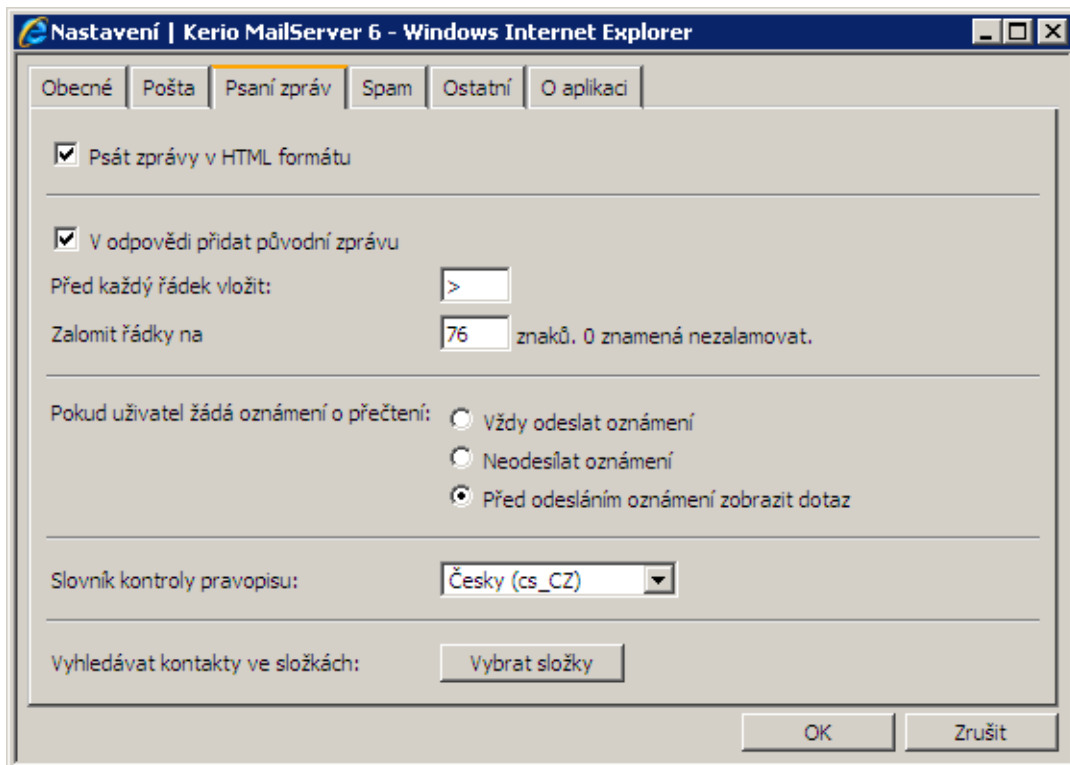 Nastavení | Kerio MailServer 6 - Windows Internet Explorer
Obecné Pošta Psaní zpráv Spam Ostatní O aplikaci
Psát zprávy v HTML formátu
V odpovědi přidat původní zprávu
Před každý řádek vložit: >
Zalomit řádky na 76 znaků. 0 znamená nezalamovat.
Pokud uživatel žádá oznámení o přečtení: Vždy odeslat oznámení
Neodesílat oznámení
Před odesláním oznámení zobrazit dotaz
Slovník kontroly pravopisu: Česky (cs_CZ)
Vyhledávat kontakty ve složkách: Vybrat složky
OK Zrušit